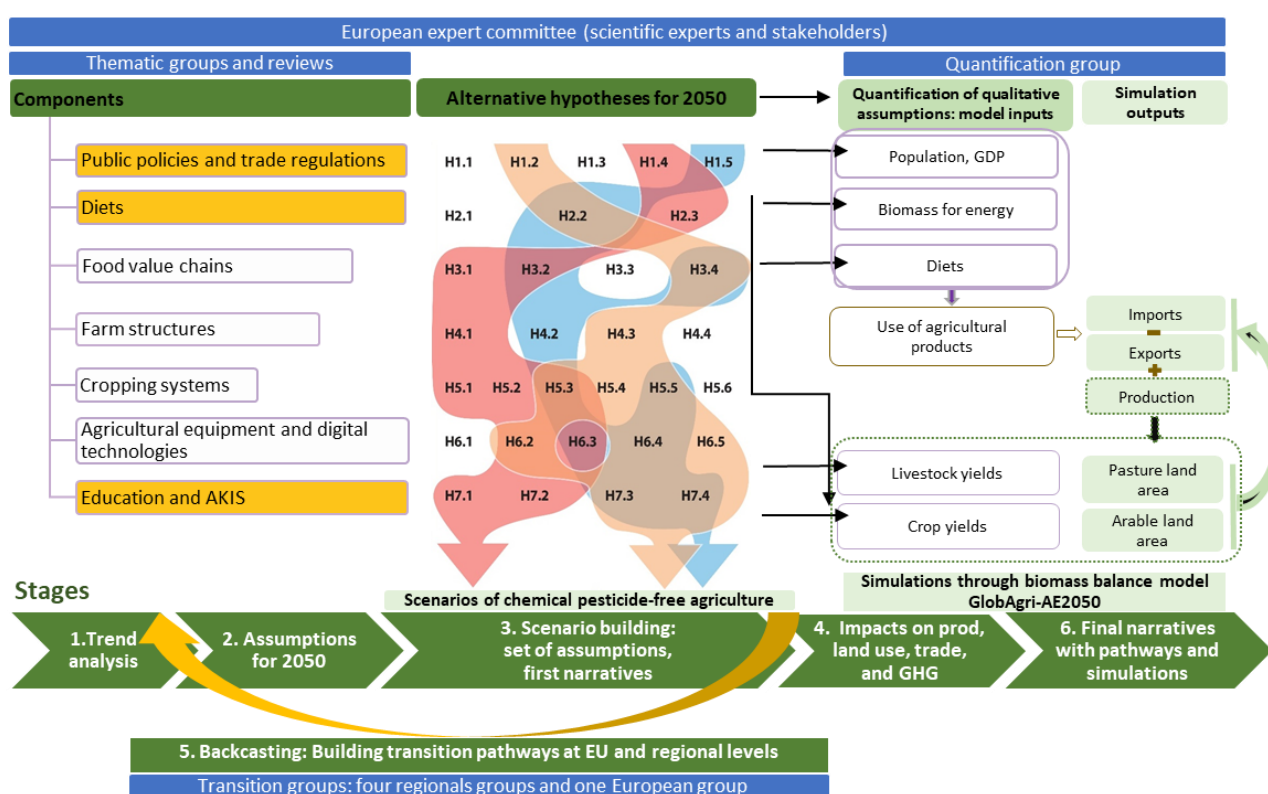 European expert committee (scientific experts and stakeholders)
Thematic groups and reviews
Quantification group
Components
Alternative hypotheses for 2050
Quantification of qualitative
assumptions: model inputs
Simulation
outputs
Public policies and trade regulations
H1.1 H1.2 H1.3 H1.4 H1.5
Population, GDP
Diets
H2.1 H2.2 H2.3
Biomass for energy
Food value chains
H3.1 H3.2 H3.3 H3.4
Diets
Farm structures
H4.1 H4.2 H4.3 H4.4
Use of agricultural
products
Imports
Exports
Cropping systems
H5.1 H5.2 H5.3 H5.4 H5.5 H5.6
Production
Agricultural equipment and digital
technologies
H6.1 H6.2 H6.3 H6.4 H6.5
Livestock yields
Pasture land
area
Education and AKIS
H7.1 H7.2 H7.3 H7.4
Crop yields
Arable land
area
Stages
Scenarios of chemical pesticide-free agriculture
Simulations through biomass balance model
GlobAgri-AE2050
1.Trend
analysis
2. Assumptions
for 2050
3. Scenario building:
set of assumptions,
first narratives
4. Impacts on prod,
land use, trade,
and GHG
6. Final narratives
with pathways and
simulations
5. Backcasting: Building transition pathways at EU and regional levels
Transition groups: four regionals groups and one European group